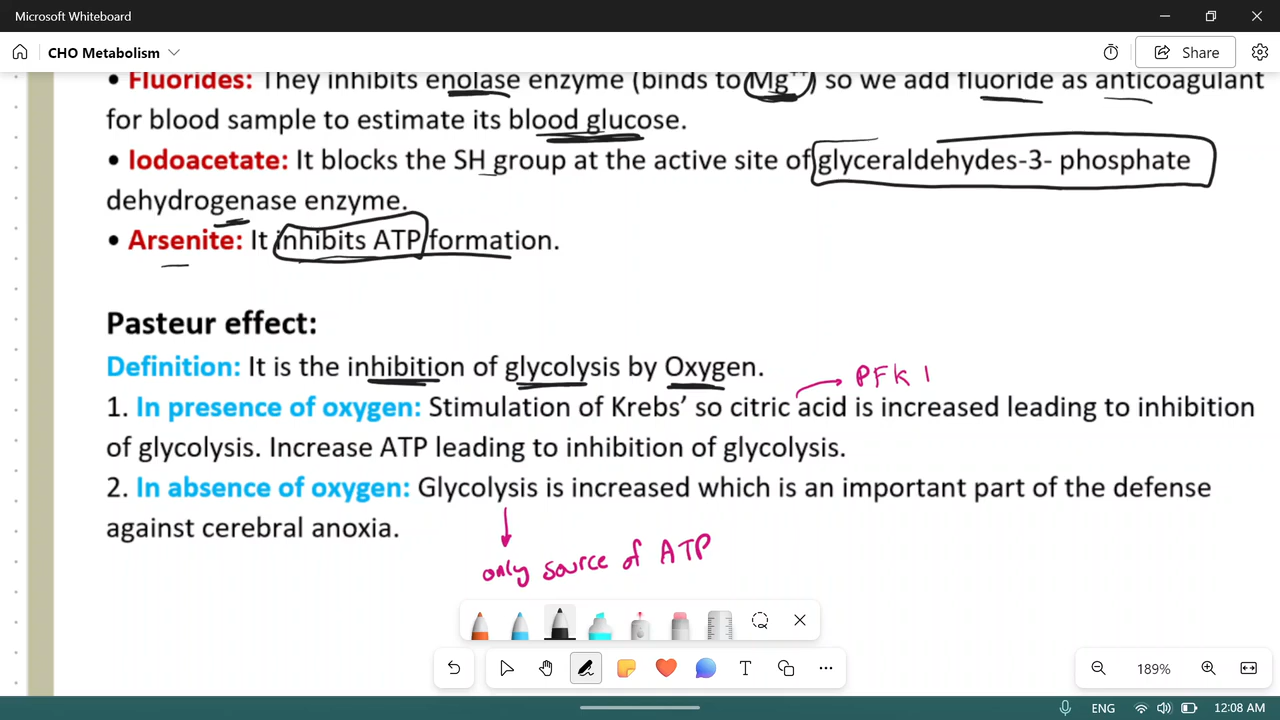 Microsoft Whiteboard
CHO Metabolism
Share
• Fluorides: They inhibits enolase enzyme (binds to Mg⁺⁺) so we add fluoride as anticoagulant
for blood sample to estimate its blood glucose.
• Iodoacetate: It blocks the SH group at the active site of glyceraldehydes-3- phosphate
dehydrogenase enzyme.
• Arsenite: It inhibits ATP formation.
Pasteur effect:
Definition: It is the inhibition of glycolysis by Oxygen.
PFK 1
1. In presence of oxygen: Stimulation of Krebs’ so citric acid is increased leading to inhibition
of glycolysis. Increase ATP leading to inhibition of glycolysis.
2. In absence of oxygen: Glycolysis is increased which is an important part of the defense
against cerebral anoxia.
only source of ATP
189%
ENG
12:08 AM